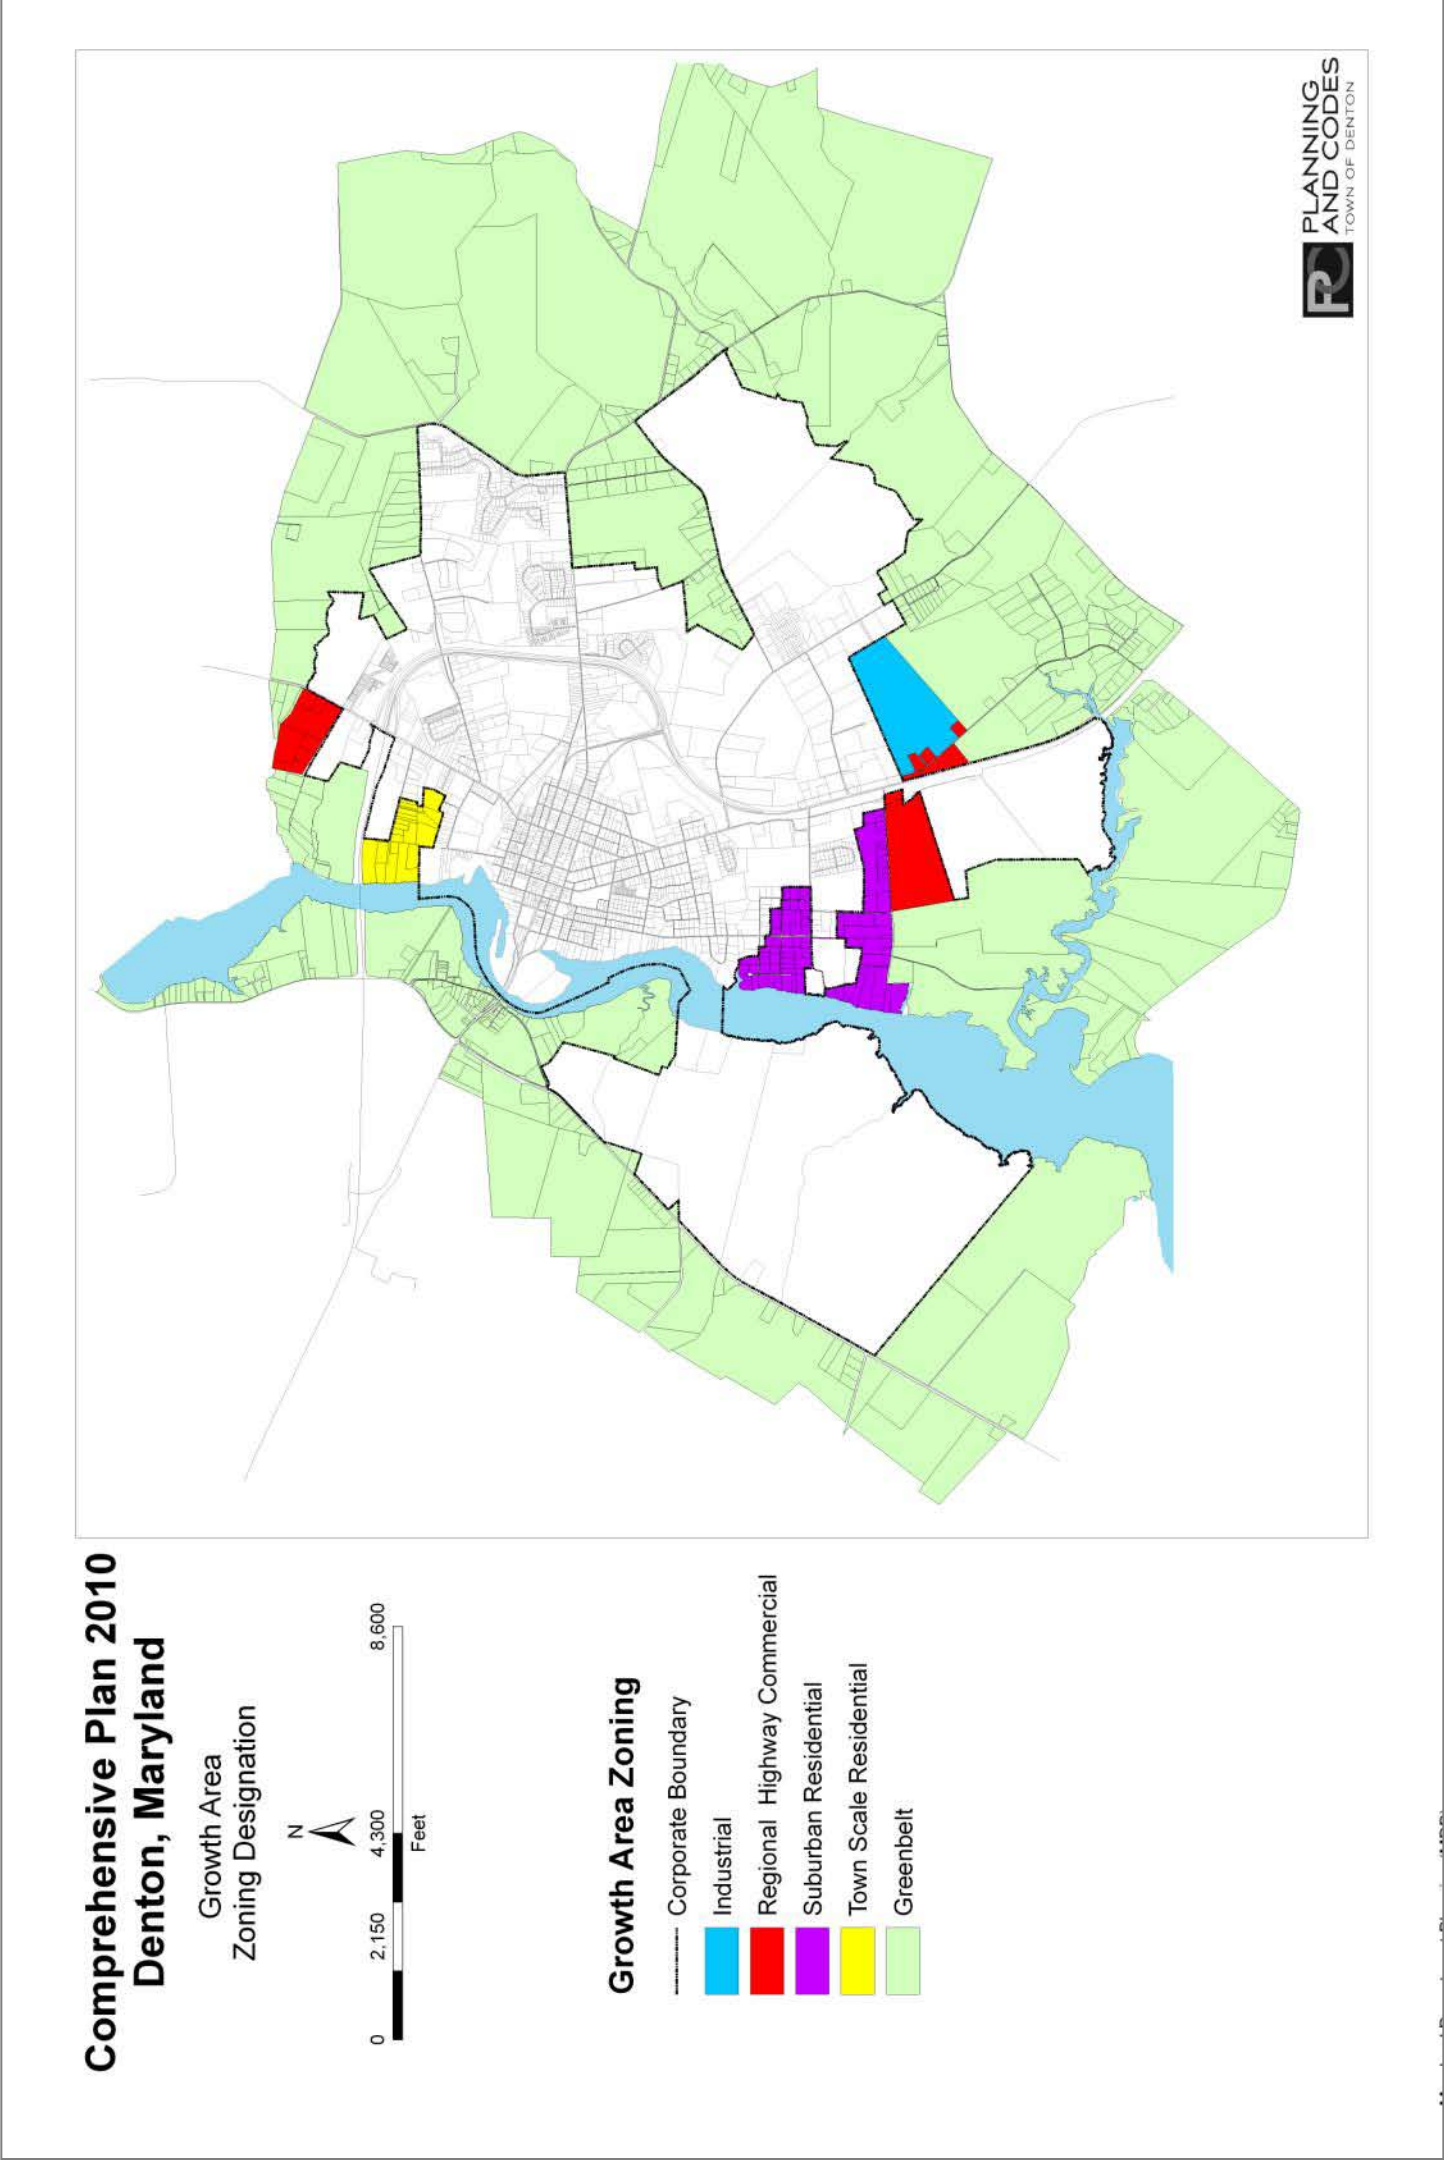 Comprehensive Plan 2010
Denton, Maryland
Growth Area
Zoning Designation
N
0 2,150 4,300 8,600
Feet
Growth Area Zoning
Corporate Boundary
Industrial
Regional Highway Commercial
Suburban Residential
Town Scale Residential
Greenbelt
PC
PLANNING
AND CODES
TOWN OF DENTON